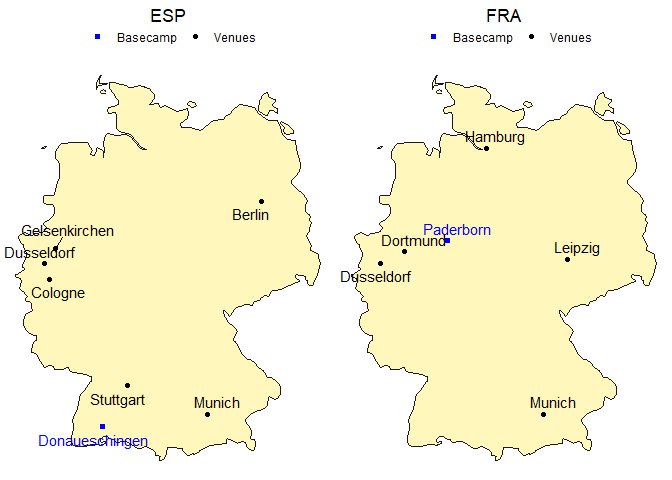 ESP
Basecamp Venues
Berlin
Gelsenkirchen
Dusseldorf
Cologne
Stuttgart
Munich
Donaueschingen
FRA
Basecamp Venues
Hamburg
Paderborn
Dortmund
Leipzig
Dusseldorf
Munich